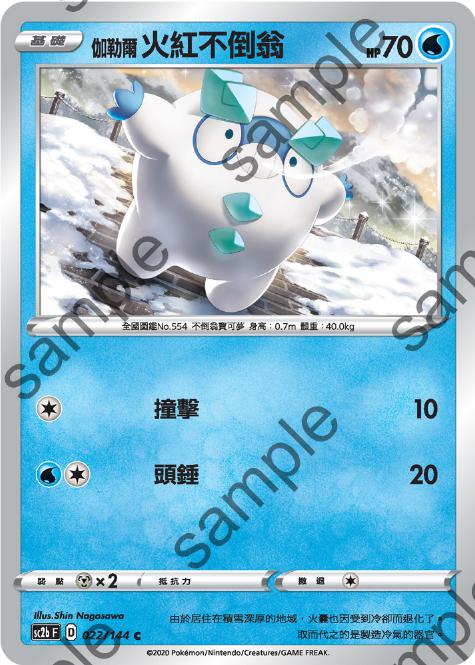 基礎 伽勒爾 火紅不倒翁 HP 70
sample
sample
sample
sample
全國圖鑑No.554 不倒翁寶可夢 身高：0.7m 體重：40.0kg
撞擊 10
頭錘 20
sample
sample
弱點 ×2 抵抗力 撤退
Illus.Shin Nagasawa
sc2b F D 022/144 C
由於居住在積雪深厚的地域，火囊也因受到冷卻而退化了。
取而代之的是製造冷氣的器官。
©2020 Pokémon/Nintendo/Creatures/GAME FREAK.